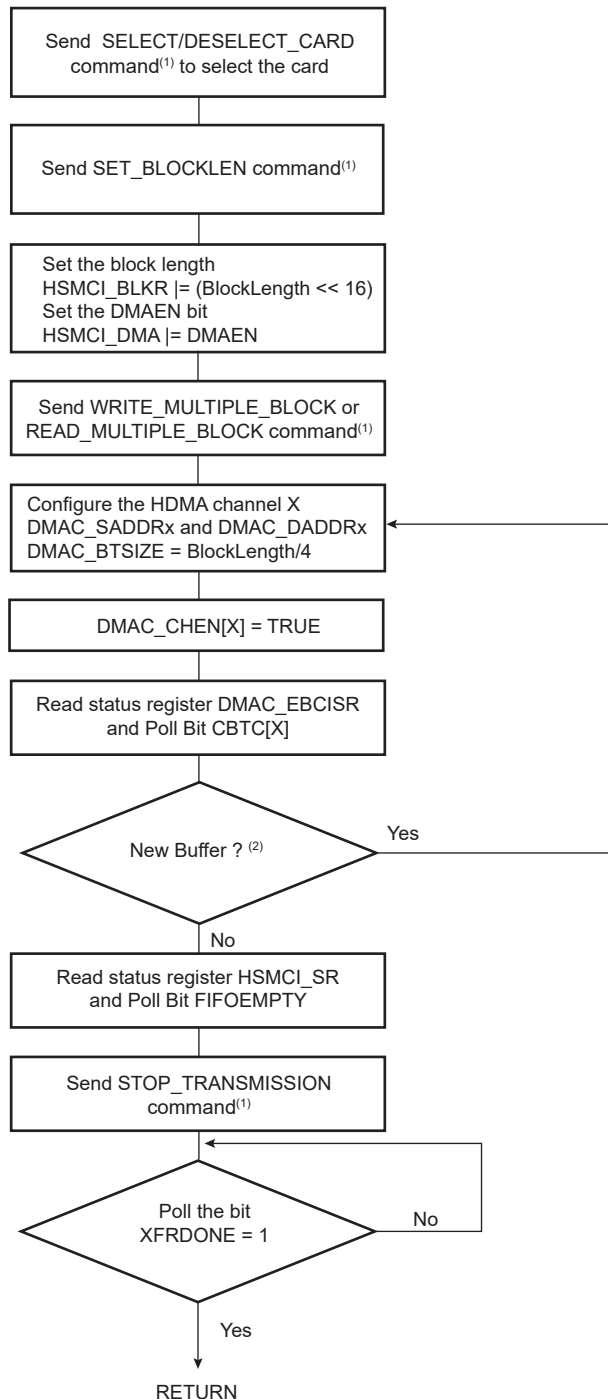 Send SELECT/DESELECT_CARD
command(1) to select the card
Send SET_BLOCKLEN command(1)
Set the block length
HSMCI_BLKR |= (BlockLength << 16)
Set the DMAEN bit
HSMCI_DMA |= DMAEN
Send WRITE_MULTIPLE_BLOCK or
READ_MULTIPLE_BLOCK command(1)
Configure the HDMA channel X
DMAC_SADDRx and DMAC_DADDRx
DMAC_BTSIZE = BlockLength/4
DMAC_CHEN[X] = TRUE
Read status register DMAC_EBCISR
and Poll Bit CBTC[X]
New Buffer ? (2)
Yes
No
Read status register HSMCI_SR
and Poll Bit FIFOEMPTY
Send STOP_TRANSMISSION
command(1)
Poll the bit
XFRDONE = 1
No
Yes
RETURN